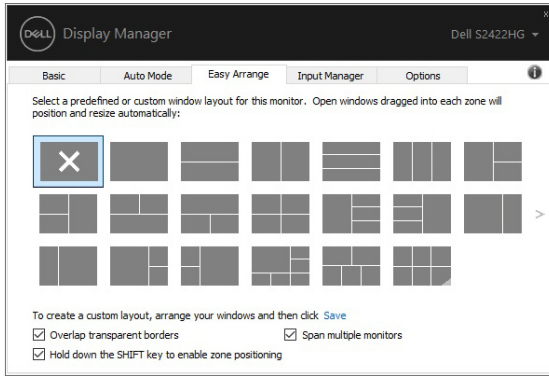 DELL Display Manager
Dell S2422HG
Basic Auto Mode Easy Arrange Input Manager Options
Select a predefined or custom window layout for this monitor. Open windows dragged into each zone will
position and resize automatically:
To create a custom layout, arrange your windows and then click Save
Overlap transparent borders
Span multiple monitors
Hold down the SHIFT key to enable zone positioning